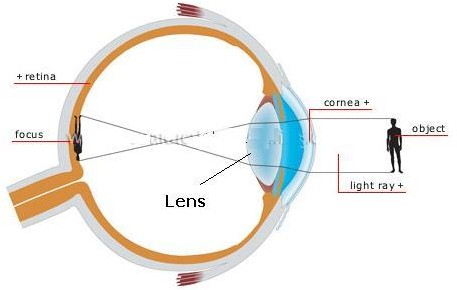 + retina
cornea +
focus
object
light ray +
Lens